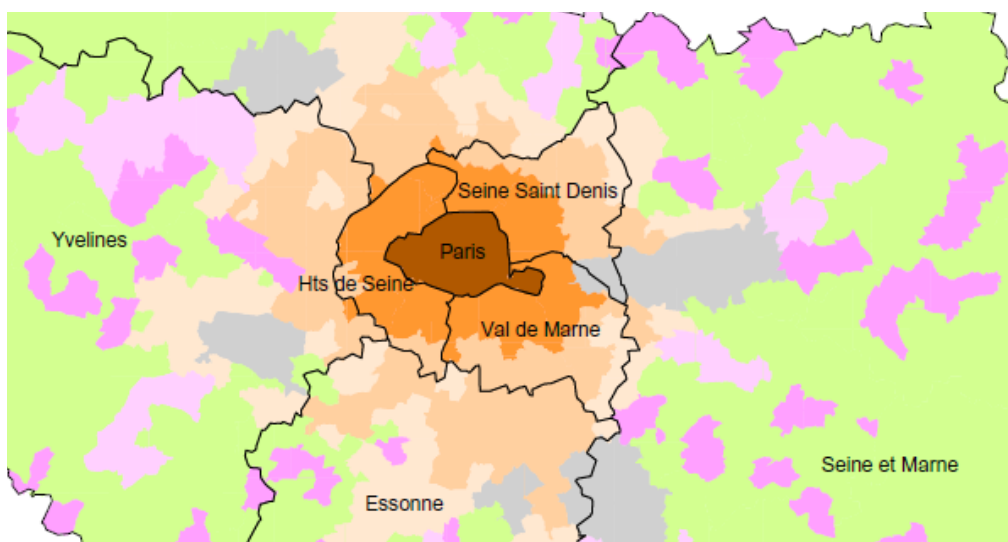 Seine Saint Denis
Yvelines
Paris
Hts de Seine
Val de Marne
Seine et Marne
Essonne